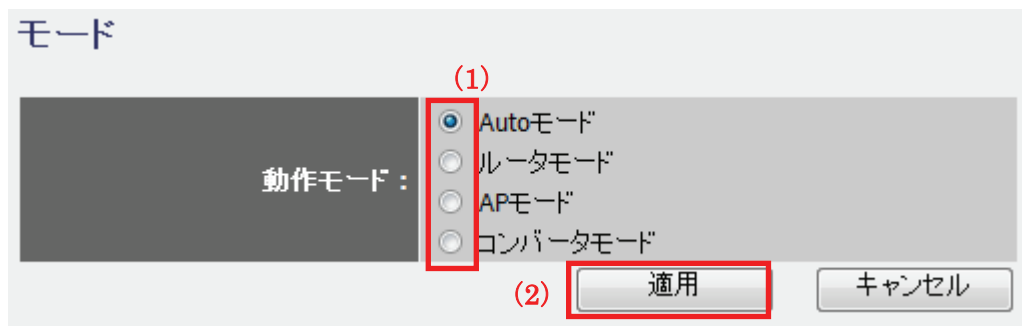 モード
(1)
動作モード：
Autoモード
ルータモード
APモード
コンバータモード
(2)
適用
キャンセル